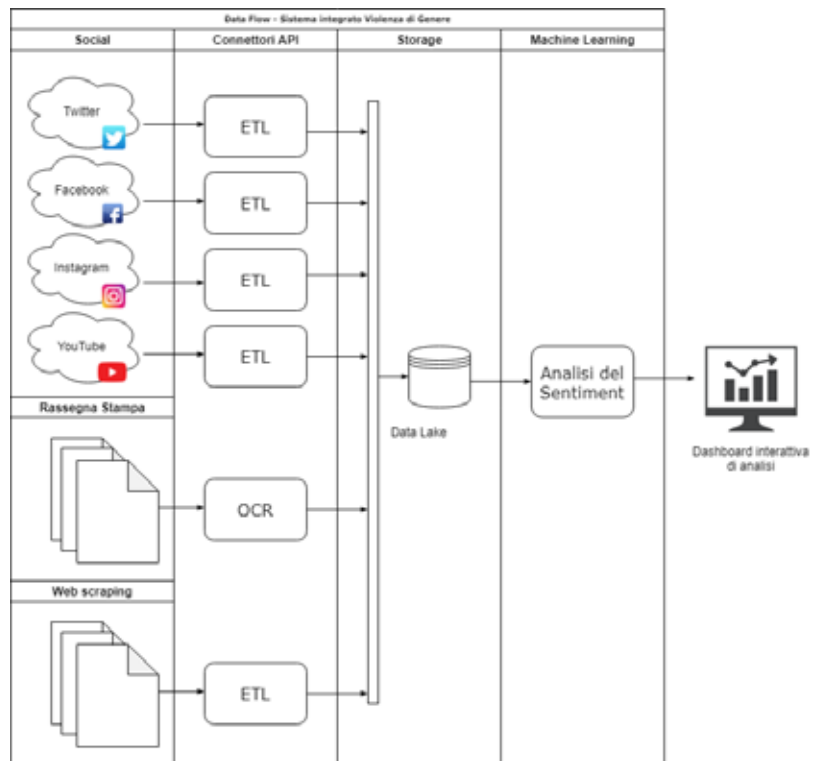 Data Flow - Sistema integrato Violenza di Genere
Social
Connettori API
Storage
Machine Learning
Twitter
ETL
Facebook
ETL
Instagram
ETL
YouTube
ETL
Data Lake
Analisi del
Sentiment
Dashboard interattiva
di analisi
Rassegna Stampa
OCR
Web scraping
ETL